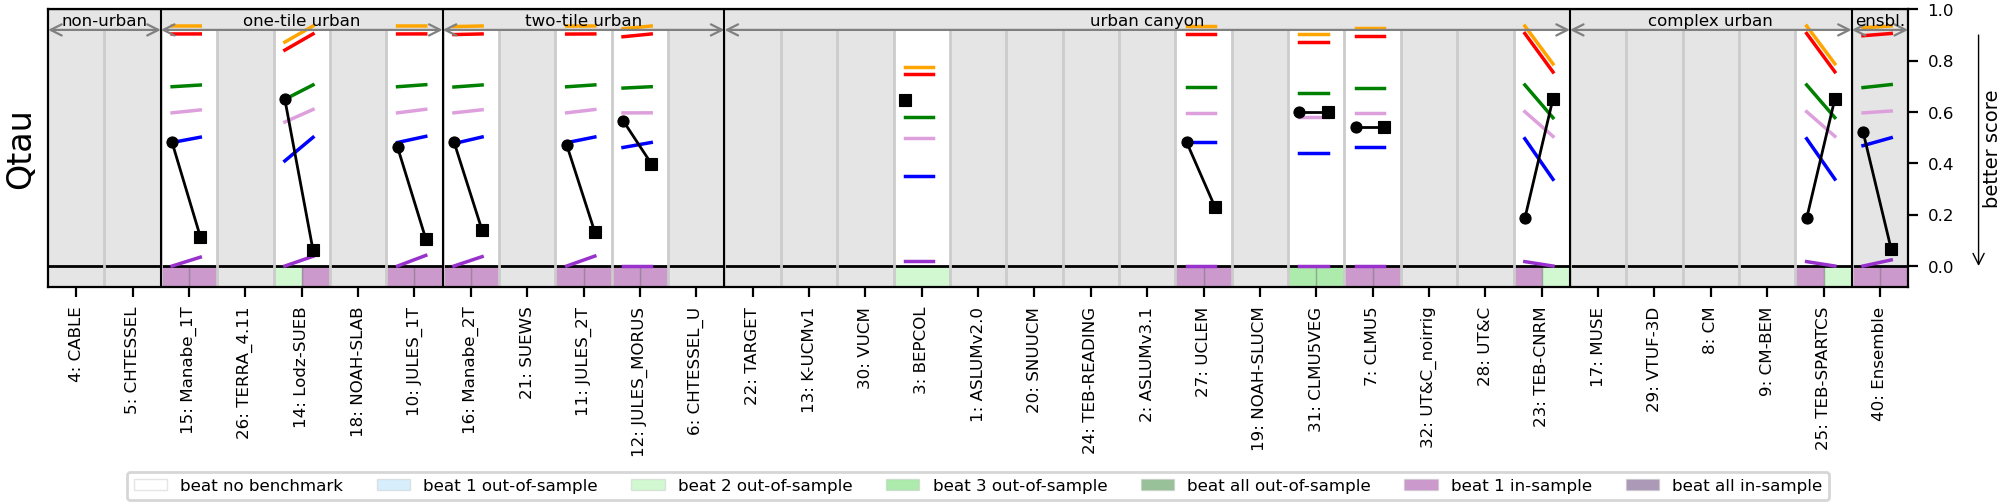 non-urban
one-tile urban
two-tile urban
urban canyon
complex urban
ensbl.
1.0
0.8
0.6
0.4
0.2
0.0
better score
Qtau
4: CABLE
5: CHTESSEL
15: Manabe_1T
26: TERRA_4.11
14: Lodz-SUEB
18: NOAH-SLAB
10: JULES_1T
16: Manabe_2T
21: SUEWS
11: JULES_2T
12: JULES_MORUS
6: CHTESSEL_U
22: TARGET
13: K-UCMv1
30: VUCM
3: BEPCOL
1: ASLUMv2.0
20: SNUUCM
24: TEB-READING
2: ASLUMv3.1
27: UCLEM
19: NOAH-SLUCM
31: CLMU5VEG
7: CLMU5
32: UT&C_noirrig
28: UT&C
23: TEB-CNRM
17: MUSE
29: VTUF-3D
8: CM
9: CM-BEM
25: TEB-SPARTCS
40: Ensemble
beat no benchmark
beat 1 out-of-sample
beat 2 out-of-sample
beat 3 out-of-sample
beat all out-of-sample
beat 1 in-sample
beat all in-sample